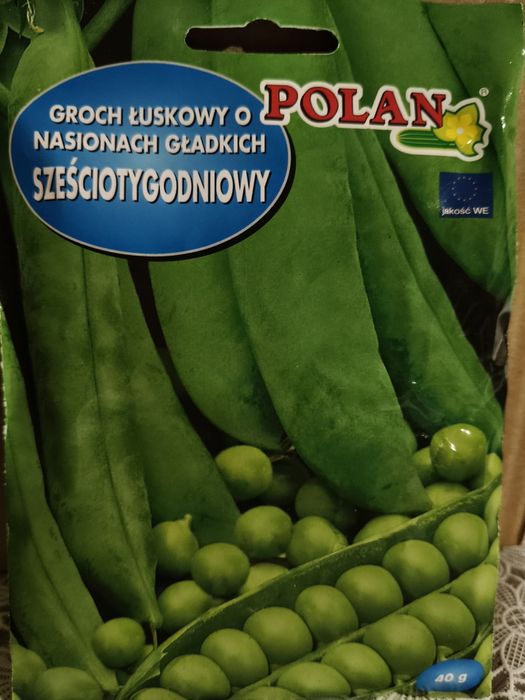 GROCH ŁUSKOWY O
NASIONACH GŁADKICH
SZEŚCIOTYGODNIOWY
POLAN®
jakość WE
40 g